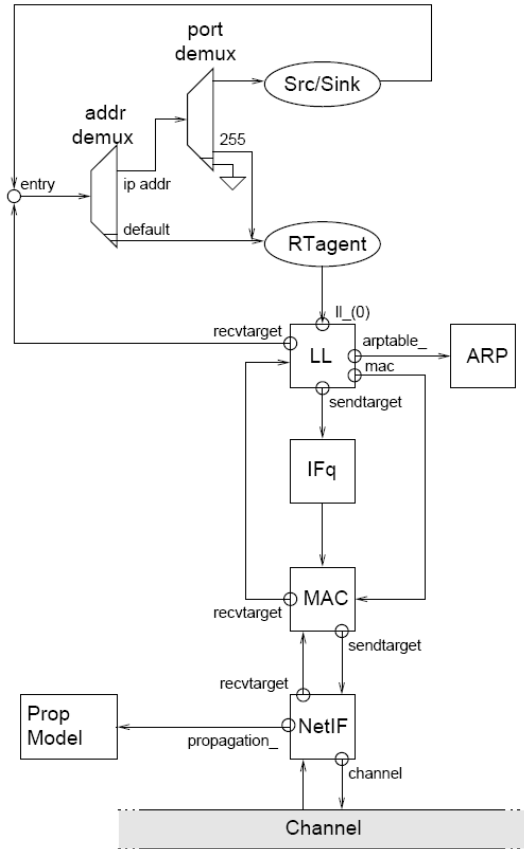 port
demux
Src/Sink
addr
demux
255
entry
ip addr
default
RTagent
ll_(0)
recvtarget
arptable_
LL
ARP
mac
sendtarget
IFq
MAC
recvtarget
sendtarget
recvtarget
Prop
Model
NetIF
propagation_
channel
Channel